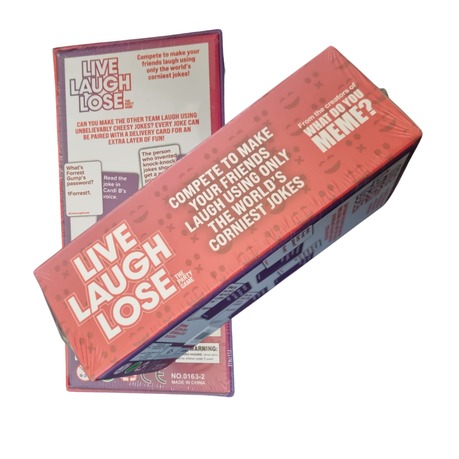 LIVE
LAUGH
LOSE
THE PARTY GAME
Compete to make your
friends laugh using
only the world's
corniest jokes!
CAN YOU MAKE THE OTHER TEAM LAUGH USING
UNBELIEVABLY CHEESY JOKES? EVERY JOKE CAN
BE PAIRED WITH A DELIVERY CARD FOR AN
EXTRA LAYER OF FUN!
What's
Forrest
Gump's
password?
1Forrest1.
Read the
joke in
Cardi B's
voice.
The person
who invented
knock-knock
LIVE
LAUGH
LOSE
THE
PARTY
GAME
COMPETE TO MAKE
YOUR FRIENDS
LAUGH USING ONLY
THE WORLD'S
CORNIEST JOKES
From the creators of
WHAT DO YOU
MEME?
WARNING:
NO.0163-2
MADE IN CHINA